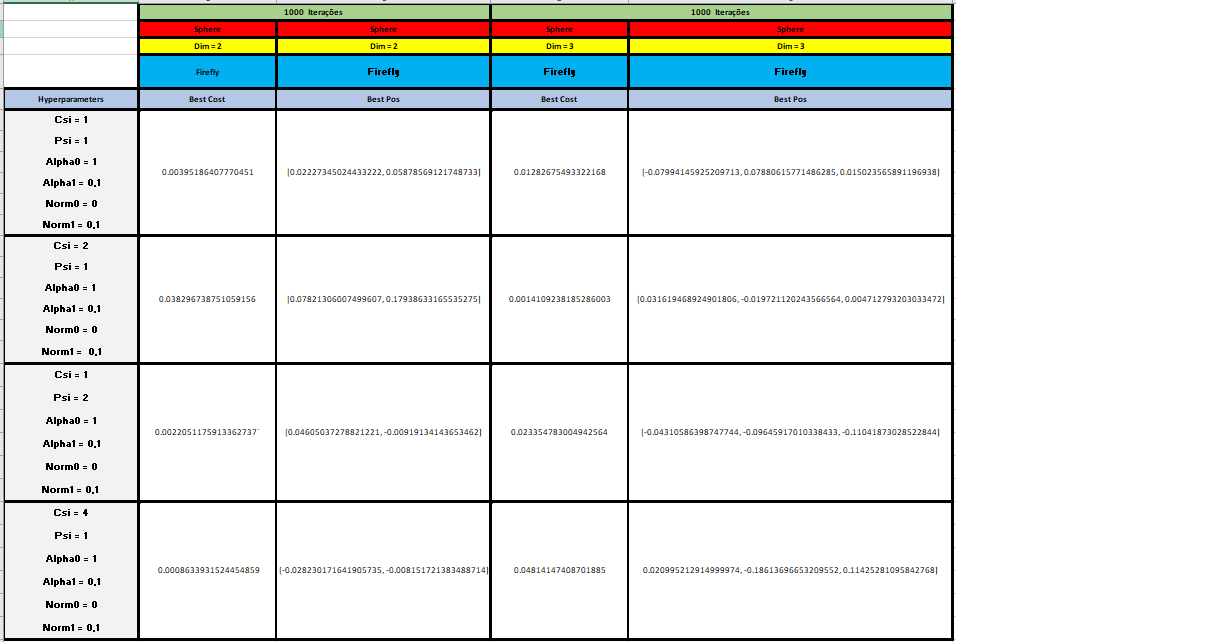 1000 Iterações 1000 Iterações
Sphere Sphere Sphere Sphere
Dim = 2 Dim = 2 Dim = 3 Dim = 3
Firefly Firefly Firefly Firefly
Hyperparameters Best Cost Best Pos Best Cost Best Pos
Csi = 1
Psi = 1
Alpha0 = 1
0.00395186407770451 [0.02227345024433222, 0.05878569121748733] 0.01282675493322168 [-0.07994145925209713, 0.07880615771486285, 0.015023565891196938]
Alpha1 = 0,1
Norm0 = 0
Norm1 = 0,1
Csi = 2
Psi = 1
Alpha0 = 1
0.038296738751059156 [0.07821306007499607, 0.17938633165535275] 0.0014109238185286003 [0.031619468924901806, -0.019721120243566564, 0.004712793203033472]
Alpha1 = 0,1
Norm0 = 0
Norm1 = 0,1
Csi = 1
Psi = 2
Alpha0 = 1
0.0022051175913362737` [0.04605037278821221, -0.00919134143653462] 0.023354783004942564 [-0.04310586398747744, -0.09645917010338433, -0.11041873028522844]
Alpha1 = 0,1
Norm0 = 0
Norm1 = 0,1
Csi = 4
Psi = 1
Alpha0 = 1
0.0008633931524454859 [-0.028230171641905735, -0.008151721383488714] 0.04814147408701885 0.020995212914999974, -0.18613696653209552, 0.11425281095842768]
Alpha1 = 0,1
Norm0 = 0
Norm1 = 0,1